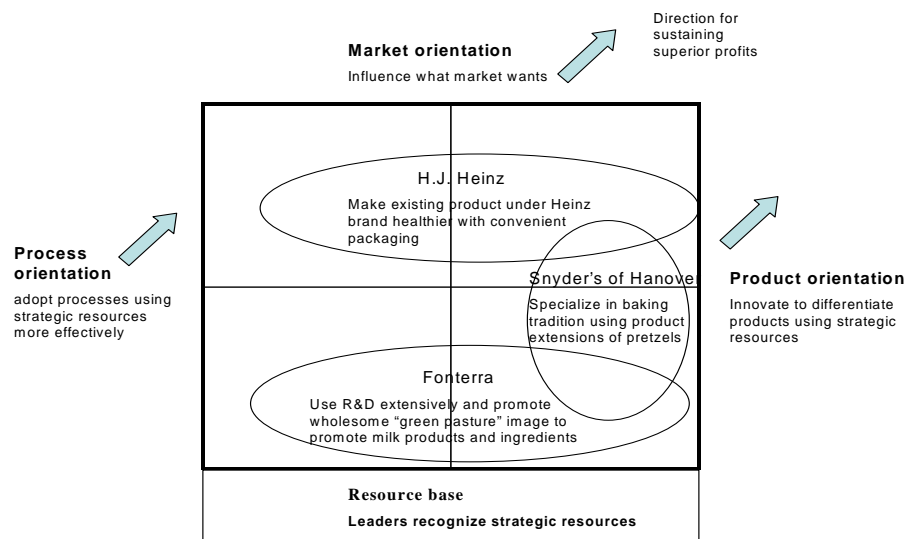 Direction for
sustaining
superior profits
Market orientation
Influence what market wants
H.J. Heinz
Make existing product under Heinz
brand healthier with convenient
packaging
Process
orientation
adopt processes using
strategic resources
more effectively
Snyder's of Hanover
Specialize in baking
tradition using product
extensions of pretzels
Product orientation
Innovate to differentiate
products using strategic
resources
Fonterra
Use R&D extensively and promote
wholesome “green pasture” image to
promote milk products and ingredients
Resource base
Leaders recognize strategic resources